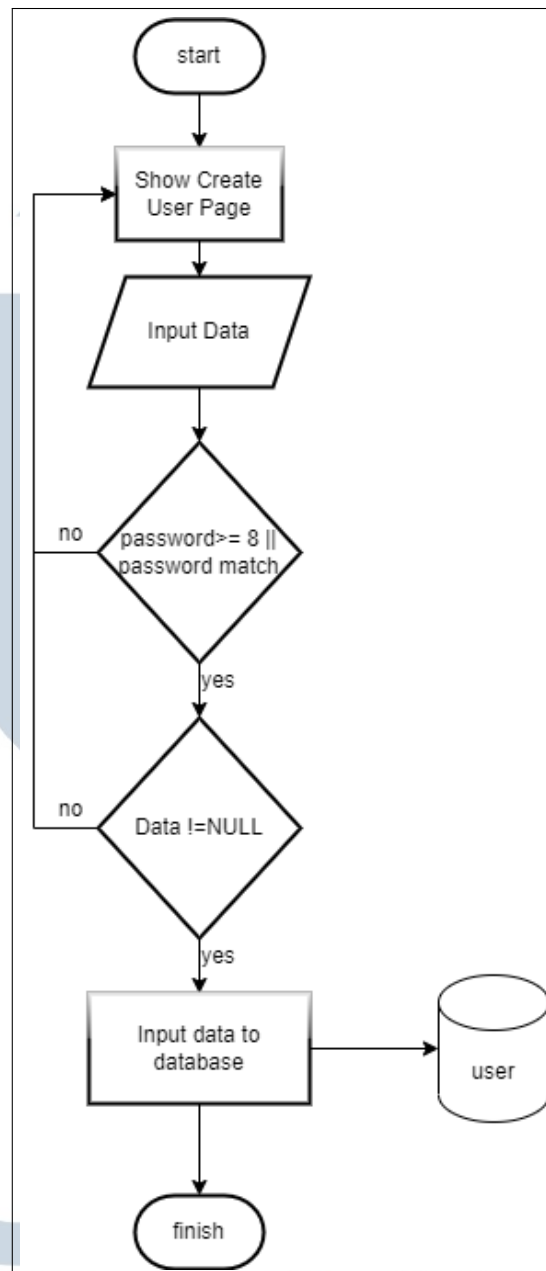 start
Show Create
User Page
Input Data
no
password>= 8 ||
password match
yes
no
Data !=NULL
yes
Input data to
database
user
finish